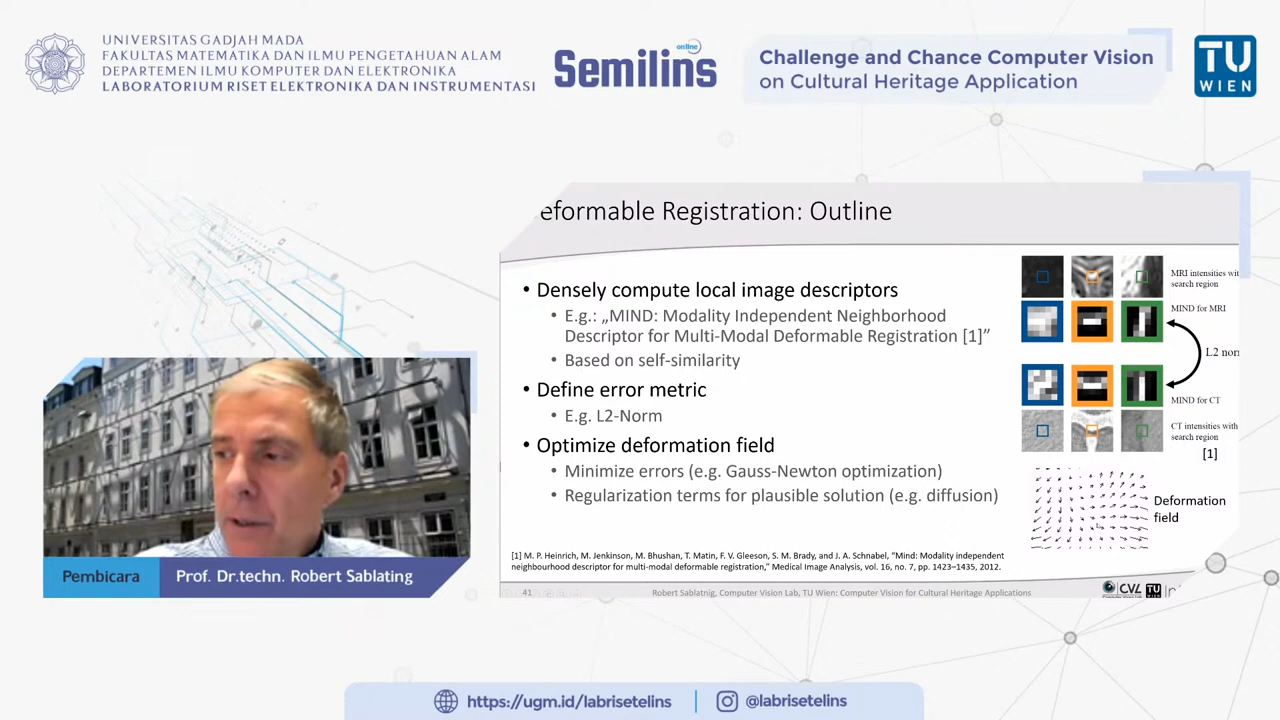 UNIVERSITAS GADJAH MADA
FAKULTAS MATEMATIKA DAN ILMU PENGETAHUAN ALAM
DEPARTEMEN ILMU KOMPUTER DAN ELEKTRONIKA
LABORATORIUM RISET ELEKTRONIKA DAN INSTRUMENTASI
online
Semilins
Challenge and Chance Computer Vision
on Cultural Heritage Application
TU
WIEN
eformable Registration: Outline
• Densely compute local image descriptors
• E.g.: „MIND: Modality Independent Neighborhood
Descriptor for Multi-Modal Deformable Registration [1]”
• Based on self-similarity
• Define error metric
• E.g. L2-Norm
• Optimize deformation field
• Minimize errors (e.g. Gauss-Newton optimization)
• Regularization terms for plausible solution (e.g. diffusion)
MRI intensities wi
search region
MIND for MRI
L2 nor
MIND for CT
CT intensities with
search region
[1]
Deformation
field
[1] M. P. Heinrich, M. Jenkinson, M. Bhushan, T. Matin, F. V. Gleeson, S. M. Brady, and J. A. Schnabel, “Mind: Modality independent
neighbourhood descriptor for multi-modal deformable registration,” Medical Image Analysis, vol. 16, no. 7, pp. 1423–1435, 2012.
41
Robert Sablatnig, Computer Vision Lab, TU Wien: Computer Vision for Cultural Heritage Applications
CVL
TU
Pembicara
Prof. Dr.techn. Robert Sablating
https://ugm.id/labrisetelins
@labrisetelins